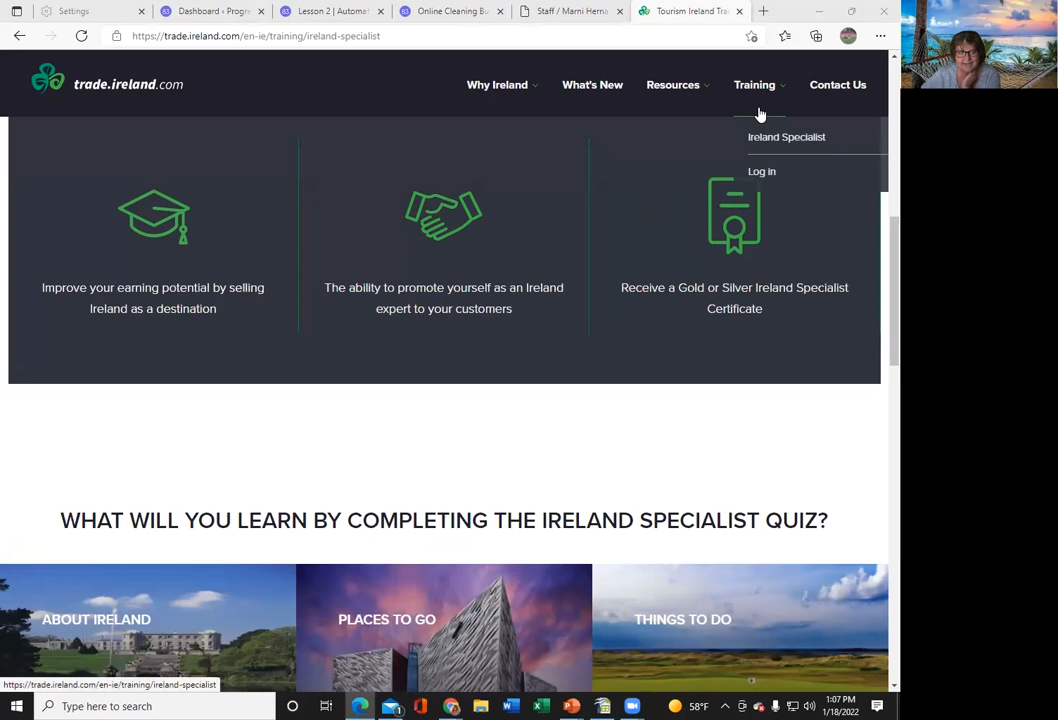 Settings
Dashboard ‹ Progre
Lesson 2 | Automat
Online Cleaning Bu
Staff / Marni Herna
Tourism Ireland Tra
https://trade.ireland.com/en-ie/training/ireland-specialist
trade.ireland.com
Why Ireland
What's New
Resources
Training
Contact Us
Ireland Specialist
Log in
Improve your earning potential by selling
Ireland as a destination
The ability to promote yourself as an Ireland
expert to your customers
Receive a Gold or Silver Ireland Specialist
Certificate
WHAT WILL YOU LEARN BY COMPLETING THE IRELAND SPECIALIST QUIZ?
ABOUT IRELAND
PLACES TO GO
THINGS TO DO
https://trade.ireland.com/en-ie/training/ireland-specialist
Type here to search
58°F
1:07 PM
1/18/2022